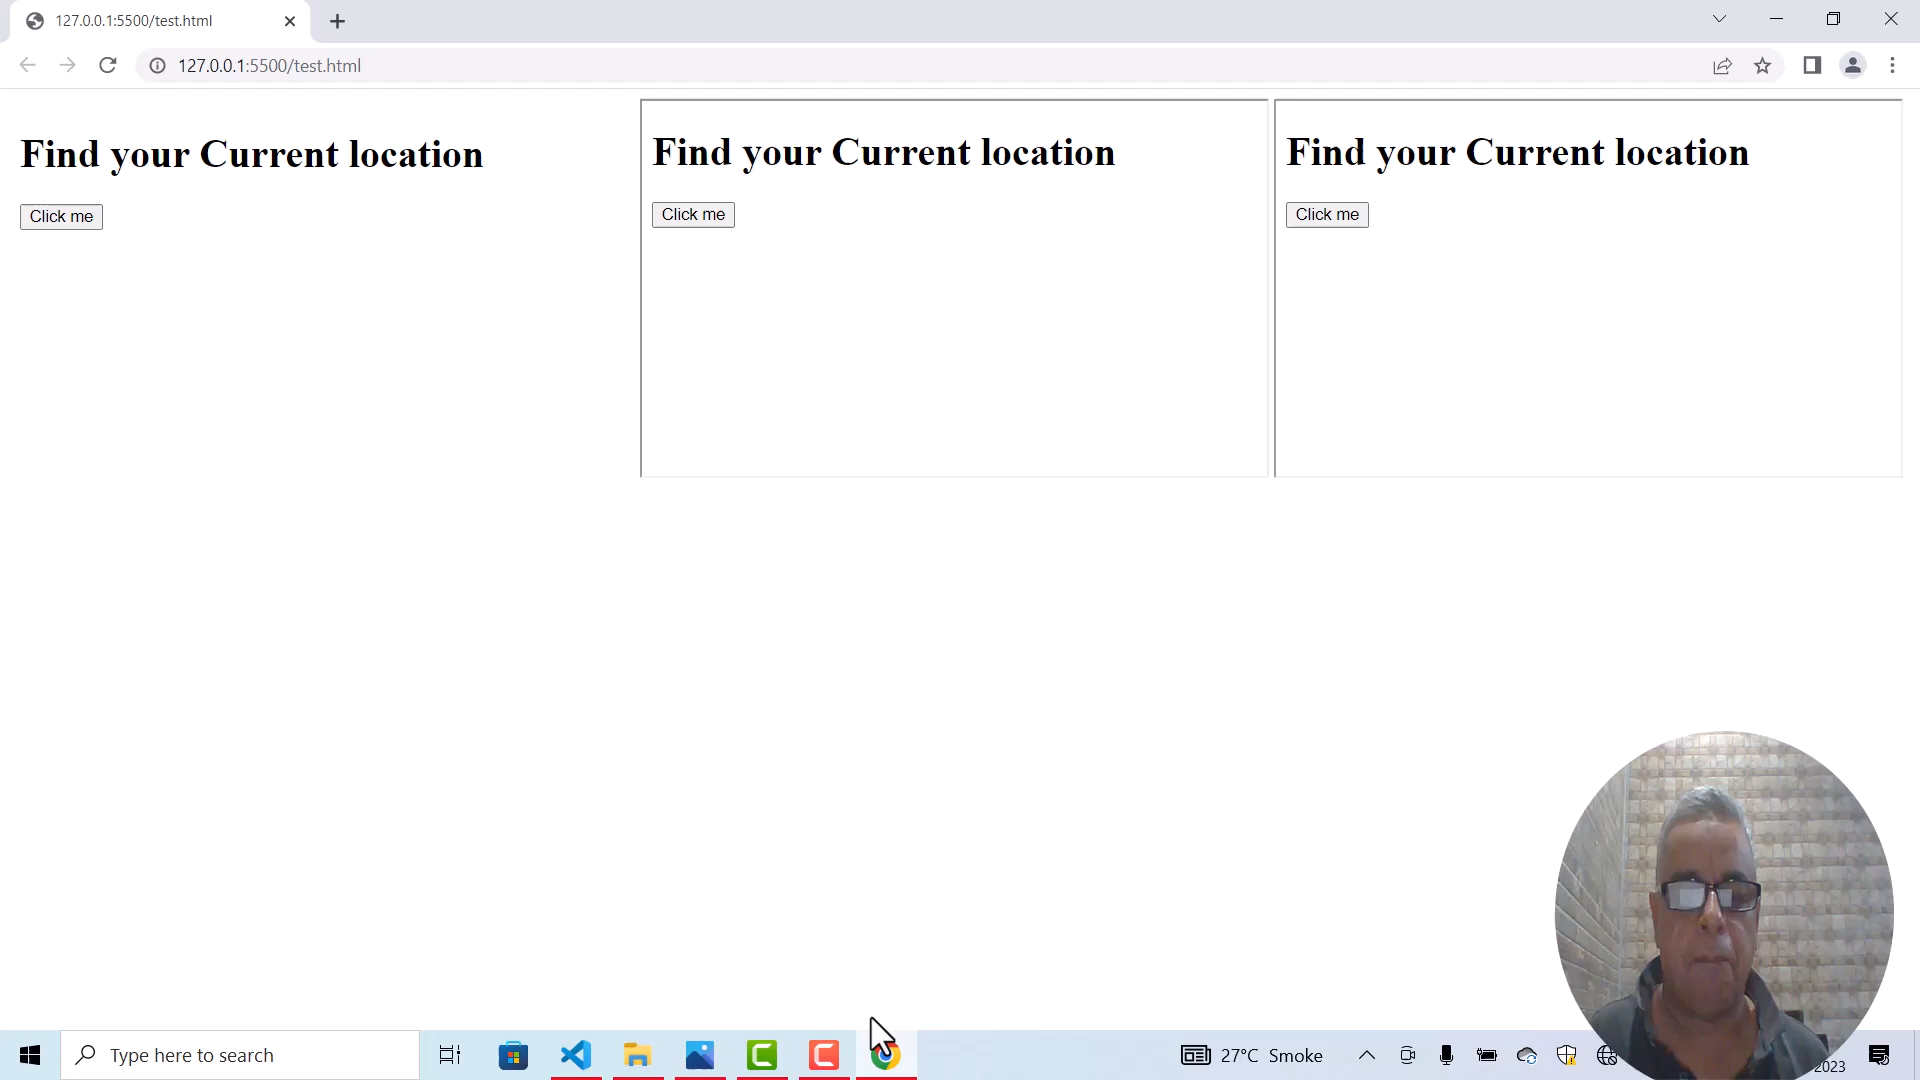 127.0.0.1:5500/test.html
127.0.0.1:5500/test.html
Find your Current location
Click me
Find your Current location
Click me
Find your Current location
Click me
Type here to search
27°C Smoke
2023